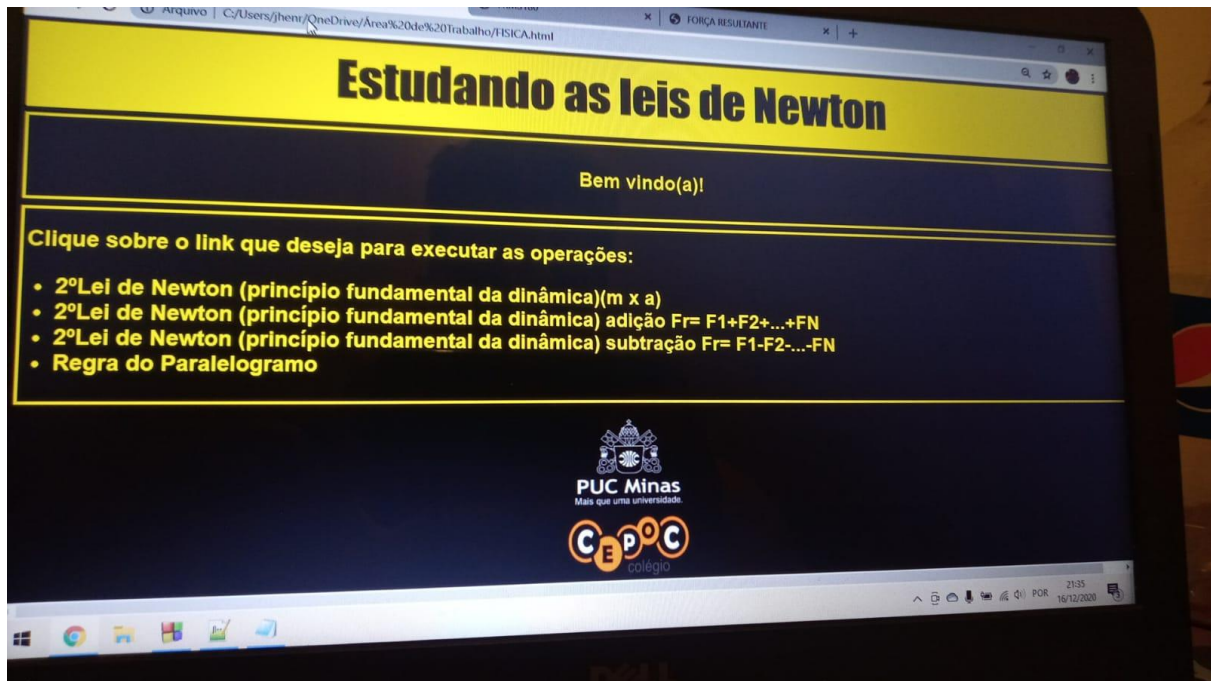 Arquivo | C:/Users/jhenr/OneDrive/Área%20de%20Trabalho/FISICA.html
FORÇA RESULTANTE
Estudando as leis de Newton
Bem vindo(a)!
Clique sobre o link que deseja para executar as operações:
• 2ºLei de Newton (princípio fundamental da dinâmica)(m x a)
• 2ºLei de Newton (princípio fundamental da dinâmica) adição Fr= F1+F2+...+FN
• 2ºLei de Newton (princípio fundamental da dinâmica) subtração Fr= F1-F2-...-FN
• Regra do Paralelogramo
PUC Minas
Mais que uma universidade.
CEPOC
colégio
POR
21:35
16/12/2020
DELL